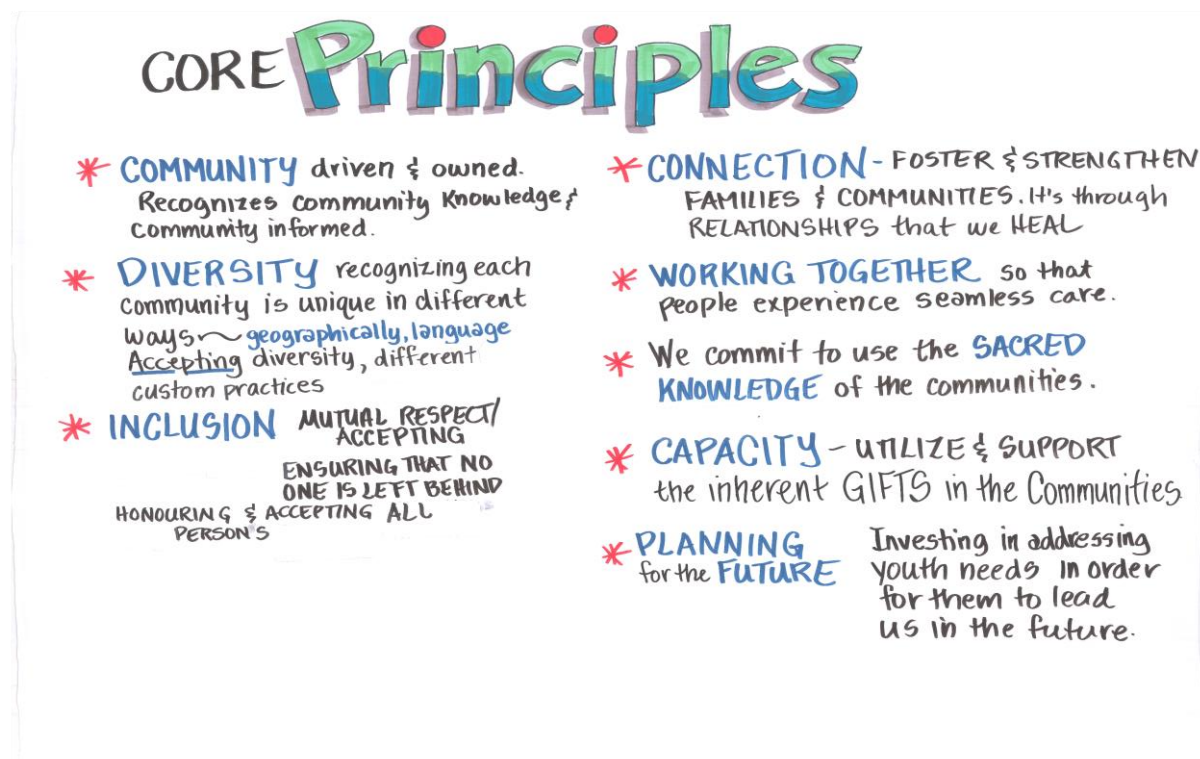 CORE Principles
* COMMUNITY driven & owned.
Recognizes community Knowledge &
Community informed.
* DIVERSITY recognizing each
community is unique in different
ways ~ geographically, language
Accepting diversity, different
custom practices
* INCLUSION MUTUAL RESPECT/
ACCEPTING
ENSURING THAT NO
ONE IS LEFT BEHIND
HONOURING & ACCEPTING ALL
PERSON'S
* CONNECTION - FOSTER & STRENGTHEN
FAMILIES & COMMUNITIES. It's through
RELATIONSHIPS that we HEAL
* WORKING TOGETHER so that
people experience seamless care.
* We commit to use the SACRED
KNOWLEDGE of the communities.
* CAPACITY - UTILIZE & SUPPORT
the inherent GIFTS in the Communities
* PLANNING
for the FUTURE
Investing in addressing
youth needs in order
for them to lead
us in the future.